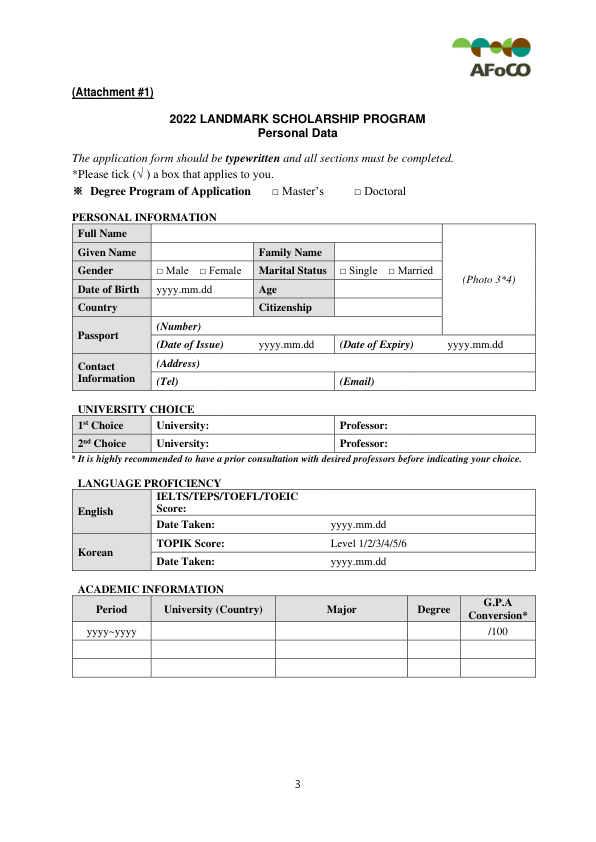 AFoCO
(Attachment #1)
2022 LANDMARK SCHOLARSHIP PROGRAM
Personal Data
The application form should be typewritten and all sections must be completed.
*Please tick (√ ) a box that applies to you.
※ Degree Program of Application □ Master's □ Doctoral
PERSONAL INFORMATION
Full Name
Given Name Family Name
Gender □ Male □ Female Marital Status □ Single □ Married
(Photo 3*4)
Date of Birth yyyy.mm.dd Age
Country Citizenship
Passport
(Number)
(Date of Issue) yyyy.mm.dd (Date of Expiry) yyyy.mm.dd
Contact
Information
(Address)
(Tel) (Email)
UNIVERSITY CHOICE
1st Choice University: Professor:
2nd Choice University: Professor:
* It is highly recommended to have a prior consultation with desired professors before indicating your choice.
LANGUAGE PROFICIENCY
English
IELTS/TEPS/TOEFL/TOEIC
Score:
Date Taken: yyyy.mm.dd
Korean
TOPIK Score: Level 1/2/3/4/5/6
Date Taken: yyyy.mm.dd
ACADEMIC INFORMATION
Period University (Country) Major Degree G.P.A
Conversion*
yyyy~yyyy /100
3